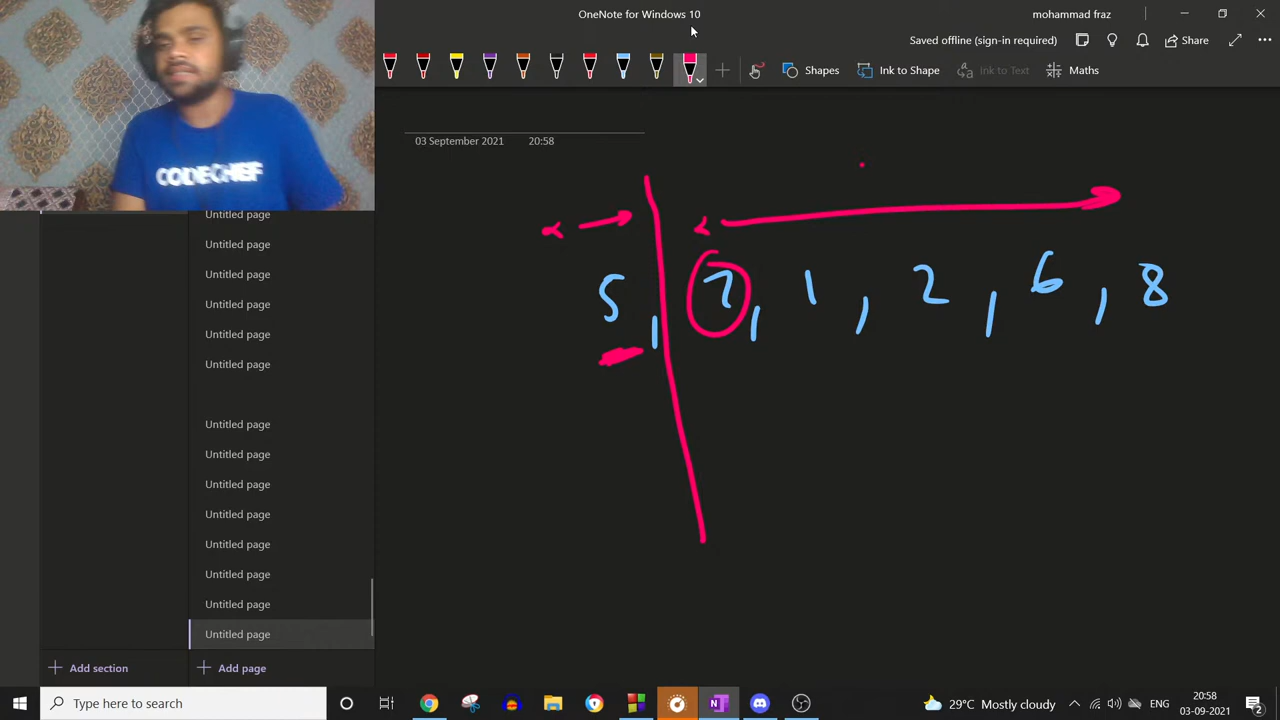 OneNote for Windows 10
mohammad fraz
Saved offline (sign-in required)
Share
Shapes
Ink to Shape
Ink to Text
Maths
CODECHEF
03 September 2021 20:58
5, 7, 1, 2, 6, 8
Untitled page
Untitled page
Untitled page
Untitled page
Untitled page
Untitled page
Untitled page
Untitled page
Untitled page
Untitled page
Untitled page
Untitled page
Untitled page
Untitled page
Add section
Add page
Type here to search
29°C Mostly cloudy
ENG
20:58
03-09-2021
2